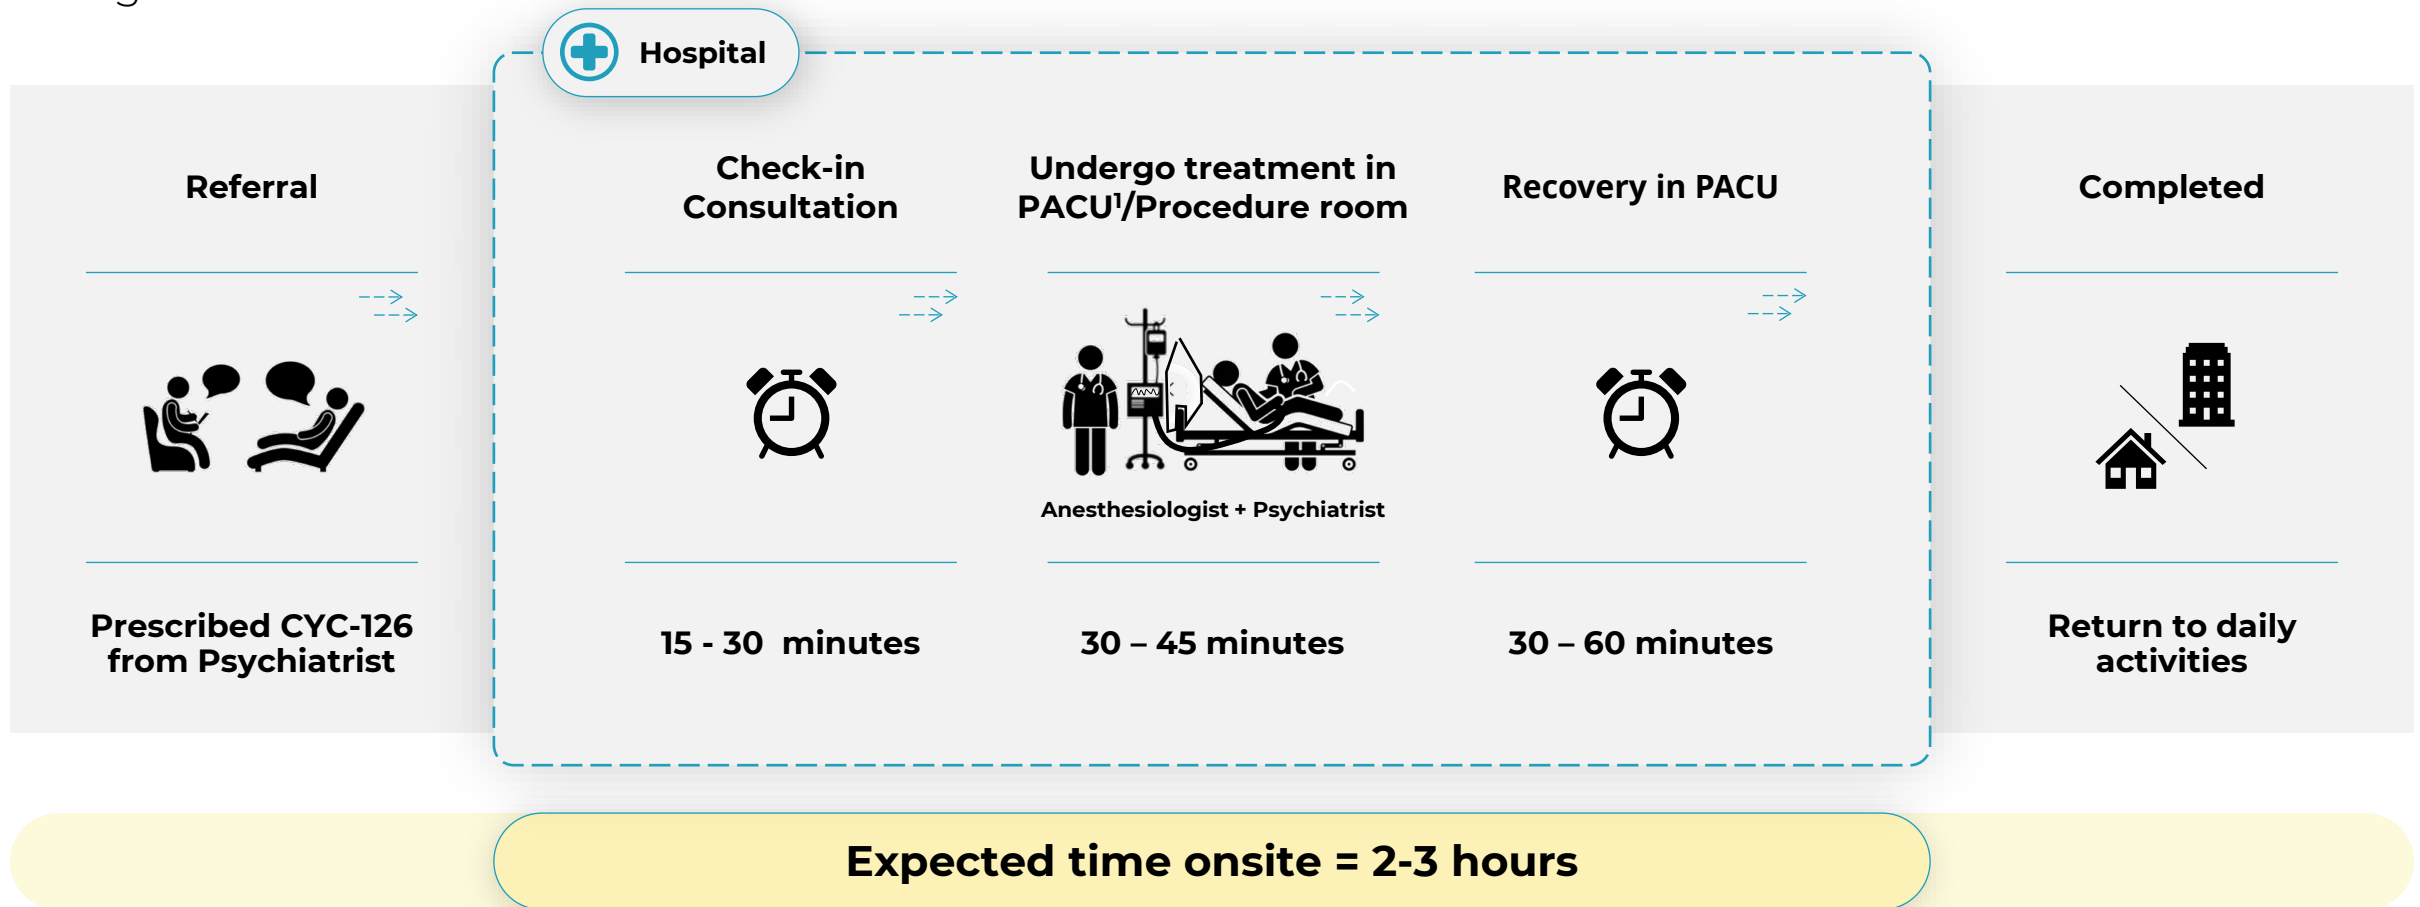 Hospital
Referral
Check-in
Consultation
Undergo treatment in
PACU¹/Procedure room
Recovery in PACU
Completed
Anesthesiologist + Psychiatrist
Prescribed CYC-126
from Psychiatrist
15 - 30  minutes
30 – 45 minutes
30 – 60 minutes
Return to daily
activities
Expected time onsite = 2-3 hours